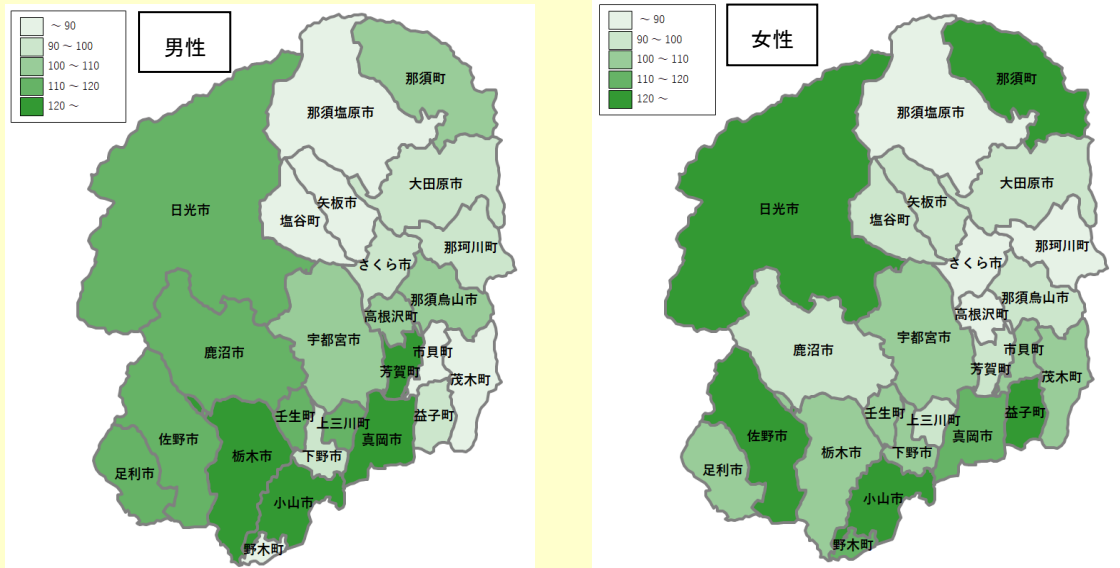 ～ 90
90 ～ 100
100 ～ 110
110 ～ 120
120 ～
男性
那須町
那須塩原市
大田原市
矢板市
日光市
塩谷町
那珂川町
さくら市
那須烏山市
高根沢町
宇都宮市
鹿沼市
市貝町
芳賀町
茂木町
壬生町
益子町
上三川町
佐野市
真岡市
栃木市
下野市
足利市
小山市
野木町
～ 90
90 ～ 100
100 ～ 110
110 ～ 120
120 ～
女性
那須町
那須塩原市
大田原市
矢板市
日光市
塩谷町
那珂川町
さくら市
那須烏山市
高根沢町
宇都宮市
鹿沼市
市貝町
芳賀町
茂木町
壬生町
益子町
上三川町
佐野市
真岡市
栃木市
下野市
足利市
小山市
野木町